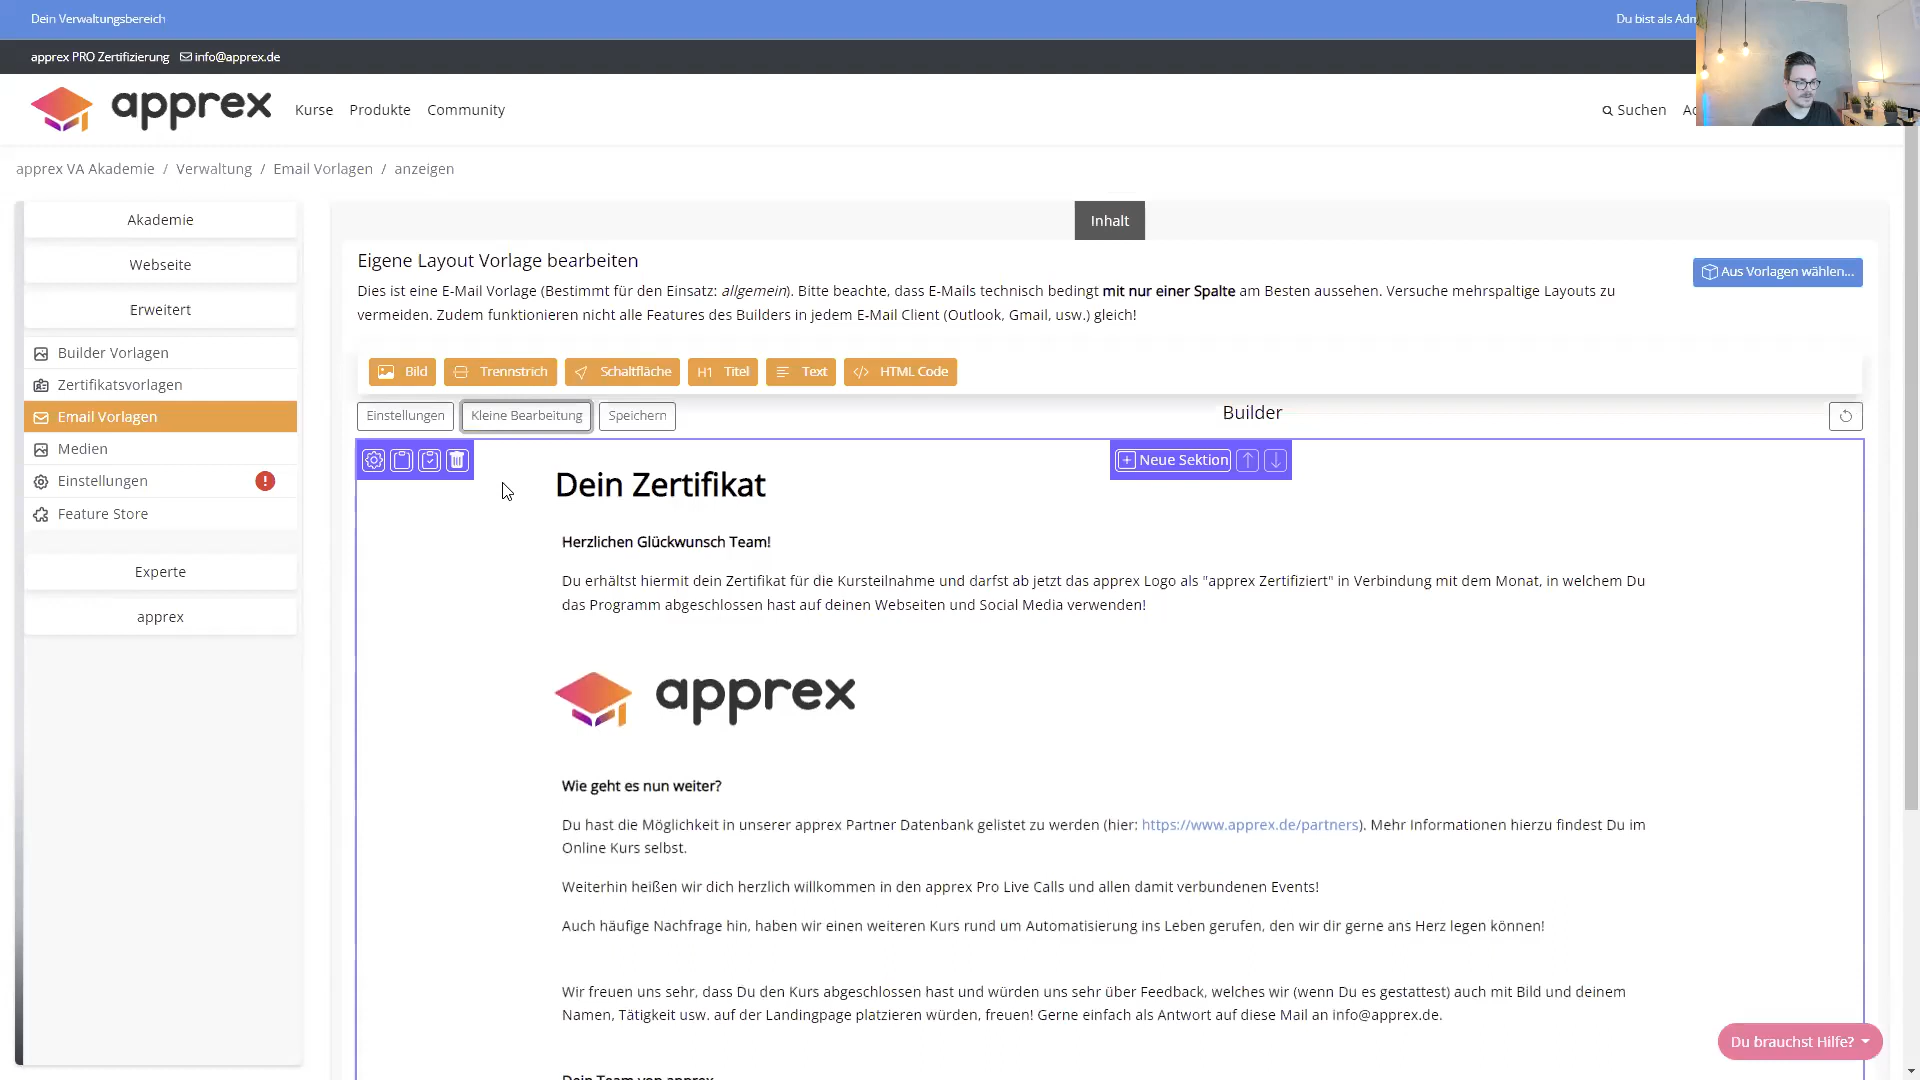 Dein Verwaltungsbereich
Du bist als Adm
apprex PRO Zertifizierung info@apprex.de
apprex Kurse Produkte Community
Suchen
apprex VA Akademie / Verwaltung / Email Vorlagen / anzeigen
Akademie
Webseite
Erweitert
Builder Vorlagen
Zertifikatsvorlagen
Email Vorlagen
Medien
Einstellungen !
Feature Store
Experte
apprex
Inhalt
Eigene Layout Vorlage bearbeiten
Aus Vorlagen wählen...
Dies ist eine E-Mail Vorlage (Bestimmt für den Einsatz: allgemein). Bitte beachte, dass E-Mails technisch bedingt mit nur einer Spalte am Besten aussehen. Versuche mehrspaltige Layouts zu
vermeiden. Zudem funktionieren nicht alle Features des Builders in jedem E-Mail Client (Outlook, Gmail, usw.) gleich!
Bild Trennstrich Schaltfläche H1 Titel Text </> HTML Code
Einstellungen Kleine Bearbeitung Speichern Builder
Neue Sektion
Dein Zertifikat
Herzlichen Glückwunsch Team!
Du erhältst hiermit dein Zertifikat für die Kursteilnahme und darfst ab jetzt das apprex Logo als "apprex Zertifiziert" in Verbindung mit dem Monat, in welchem Du
das Programm abgeschlossen hast auf deinen Webseiten und Social Media verwenden!
apprex
Wie geht es nun weiter?
Du hast die Möglichkeit in unserer apprex Partner Datenbank gelistet zu werden (hier: https://www.apprex.de/partners). Mehr Informationen hierzu findest Du im
Online Kurs selbst.
Weiterhin heißen wir dich herzlich willkommen in den apprex Pro Live Calls und allen damit verbundenen Events!
Auch häufige Nachfrage hin, haben wir einen weiteren Kurs rund um Automatisierung ins Leben gerufen, den wir dir gerne ans Herz legen können!
Wir freuen uns sehr, dass Du den Kurs abgeschlossen hast und würden uns sehr über Feedback, welches wir (wenn Du es gestattest) auch mit Bild und deinem
Namen, Tätigkeit usw. auf der Landingpage platzieren würden, freuen! Gerne einfach als Antwort auf diese Mail an info@apprex.de.
Dein Team von apprex
Du brauchst Hilfe?